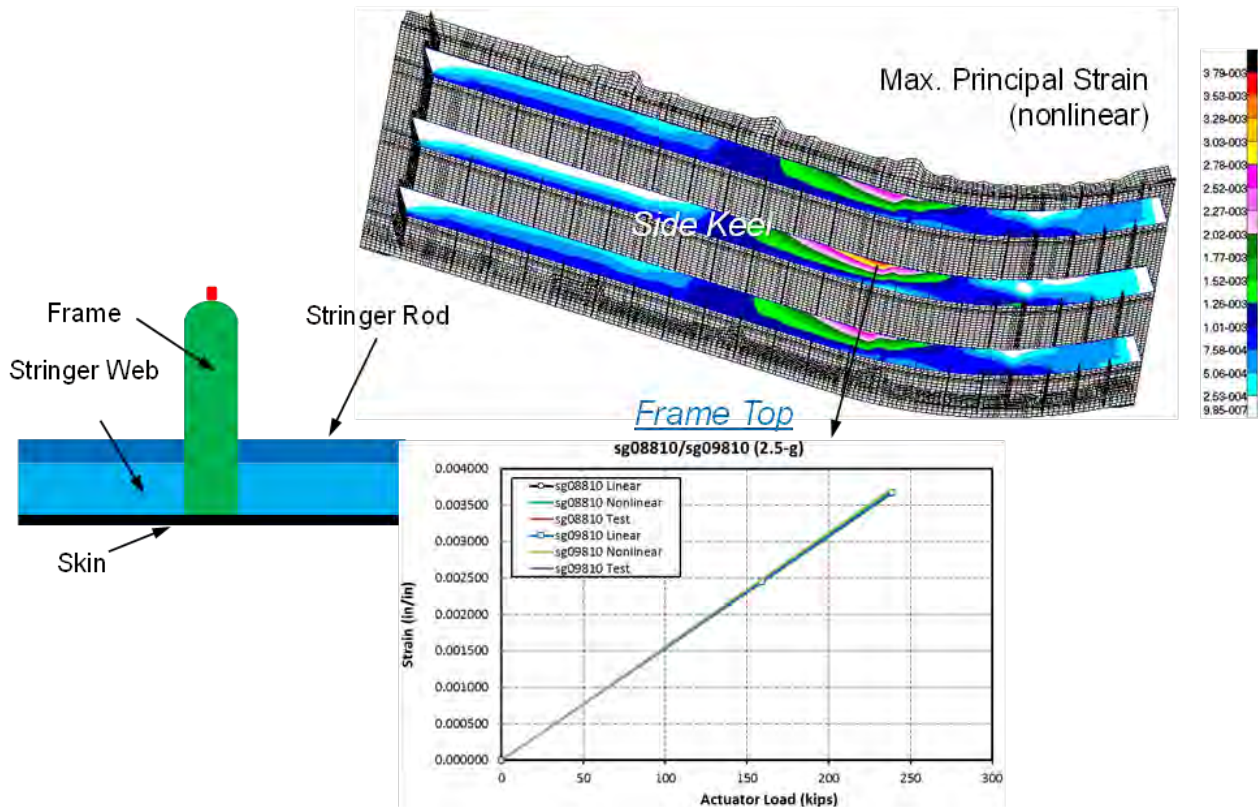 Max. Principal Strain
(nonlinear)
3.79-003
3.53-003
3.28-003
3.03-003
2.78-003
2.52-003
2.27-003
2.02-003
1.77-003
1.52-003
1.26-003
1.01-003
7.58-004
5.06-004
2.53-004
9.85-007
Side Keel
Frame
Stringer Web
Stringer Rod
Skin
Frame Top
sg08810/sg09810 (2.5-g)
0.004000
0.003500
0.003000
0.002500
0.002000
0.001500
0.001000
0.000500
0.000000
Strain (in/in)
sg08810 Linear
sg08810 Nonlinear
sg08810 Test
sg09810 Linear
sg09810 Nonlinear
sg09810 Test
0 50 100 150 200 250 300
Actuator Load (kips)